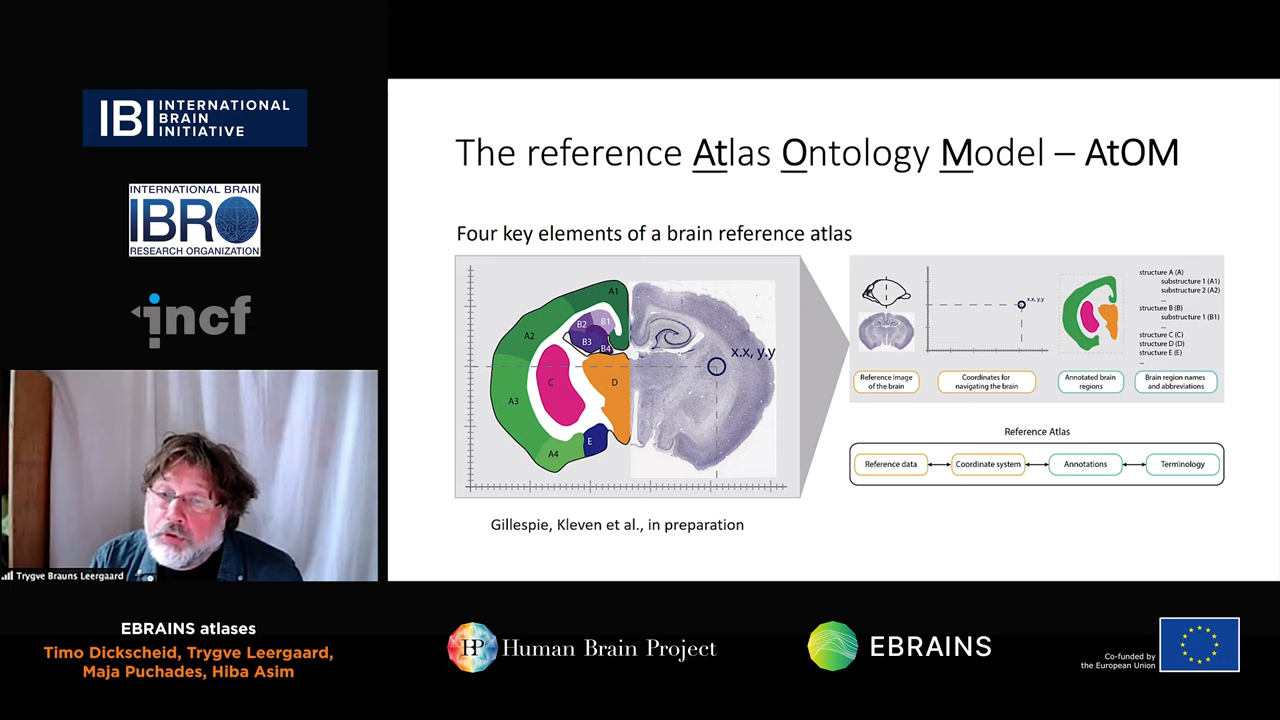 IBI INTERNATIONAL
BRAIN
INITIATIVE
INTERNATIONAL BRAIN
IBRO
RESEARCH ORGANIZATION
incf
Trygve Brauns Leergaard
EBRAINS atlases
Timo Dickscheid, Trygve Leergaard,
Maja Puchades, Hiba Asim
The reference Atlas Ontology Model – AtOM
Four key elements of a brain reference atlas
A1
B2
B1
A2
B3
B4
x.x, y.y
C
D
A3
E
A4
Gillespie, Kleven et al., in preparation
x.x, y.y
structure A (A)
substructure 1 (A1)
substructure 2 (A2)
...
structure B (B)
substructure 1 (B1)
...
structure C (C)
structure D (D)
structure E (E)
...
Reference image
of the brain
Coordinates for
navigating the brain
Annotated brain
regions
Brain region names
and abbreviations
Reference Atlas
Reference data
Coordinate system
Annotations
Terminology
HBP Human Brain Project
EBRAINS
Co-funded by
the European Union